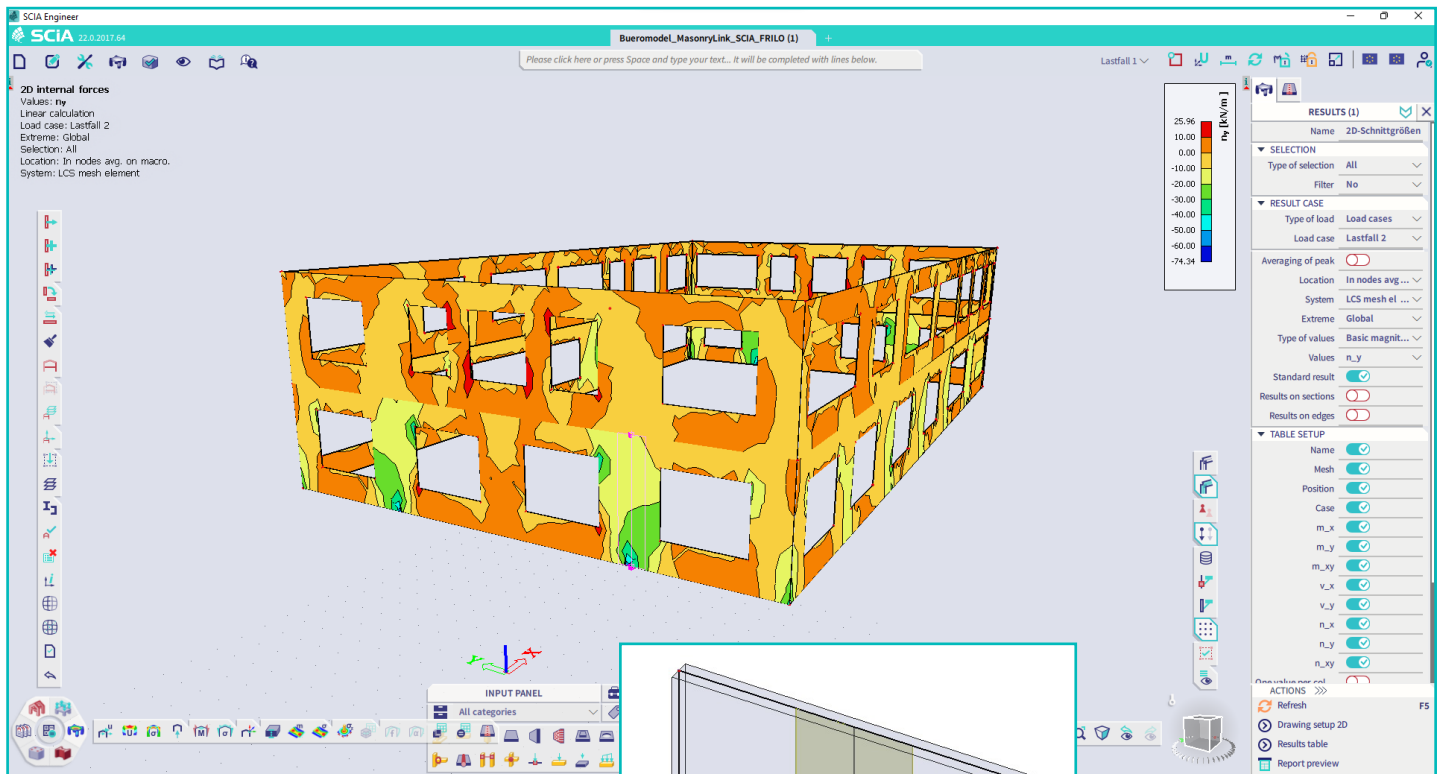 SCIA Engineer
SCiA 22.0.2017.64
Bueromodel_MasonryLink_SCIA_FRILO (1)
Please click here or press Space and type your text... It will be completed with lines below.
Lastfall 1
2D internal forces
Values: ny
Linear calculation
Load case: Lastfall 2
Extreme: Global
Selection: All
Location: In nodes avg. on macro.
System: LCS mesh element
ny [kN/m]
25.96
10.00
0.00
-10.00
-20.00
-30.00
-40.00
-50.00
-60.00
-74.34
RESULTS (1)
Name 2D-Schnittgrößen
SELECTION
Type of selection All
Filter No
RESULT CASE
Type of load Load cases
Load case Lastfall 2
Averaging of peak
Location In nodes avg ...
System LCS mesh el ...
Extreme Global
Type of values Basic magnit...
Values n_y
Standard result
Results on sections
Results on edges
TABLE SETUP
Name
Mesh
Position
Case
m_x
m_y
m_xy
v_x
v_y
n_x
n_y
n_xy
One value per col
ACTIONS >>>
Refresh F5
Drawing setup 2D
Results table
Report preview
INPUT PANEL
All categories